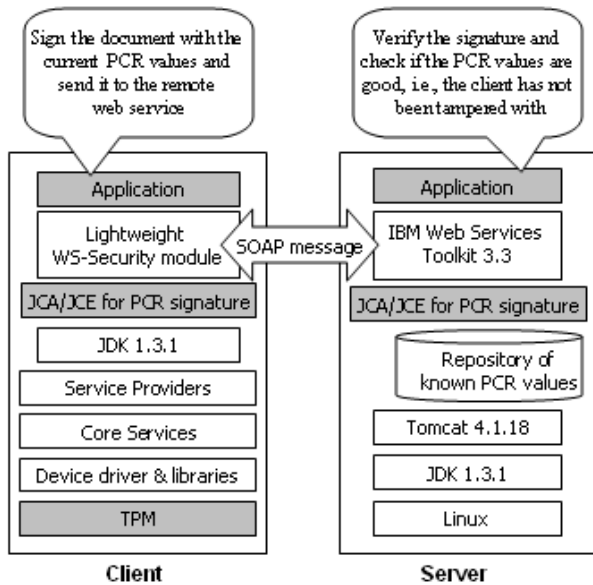 Sign the document with the
current PCR values and
send it to the remote
web service
Verify the signature and
check if the PCR values are
good, i.e., the client has not
been tampered with
Application
Lightweight
WS-Security module
JCA/JCE for PCR signature
JDK 1.3.1
Service Providers
Core Services
Device driver & libraries
TPM
Client
SOAP message
Application
IBM Web Services
Toolkit 3.3
JCA/JCE for PCR signature
Repository of
known PCR values
Tomcat 4.1.18
JDK 1.3.1
Linux
Server